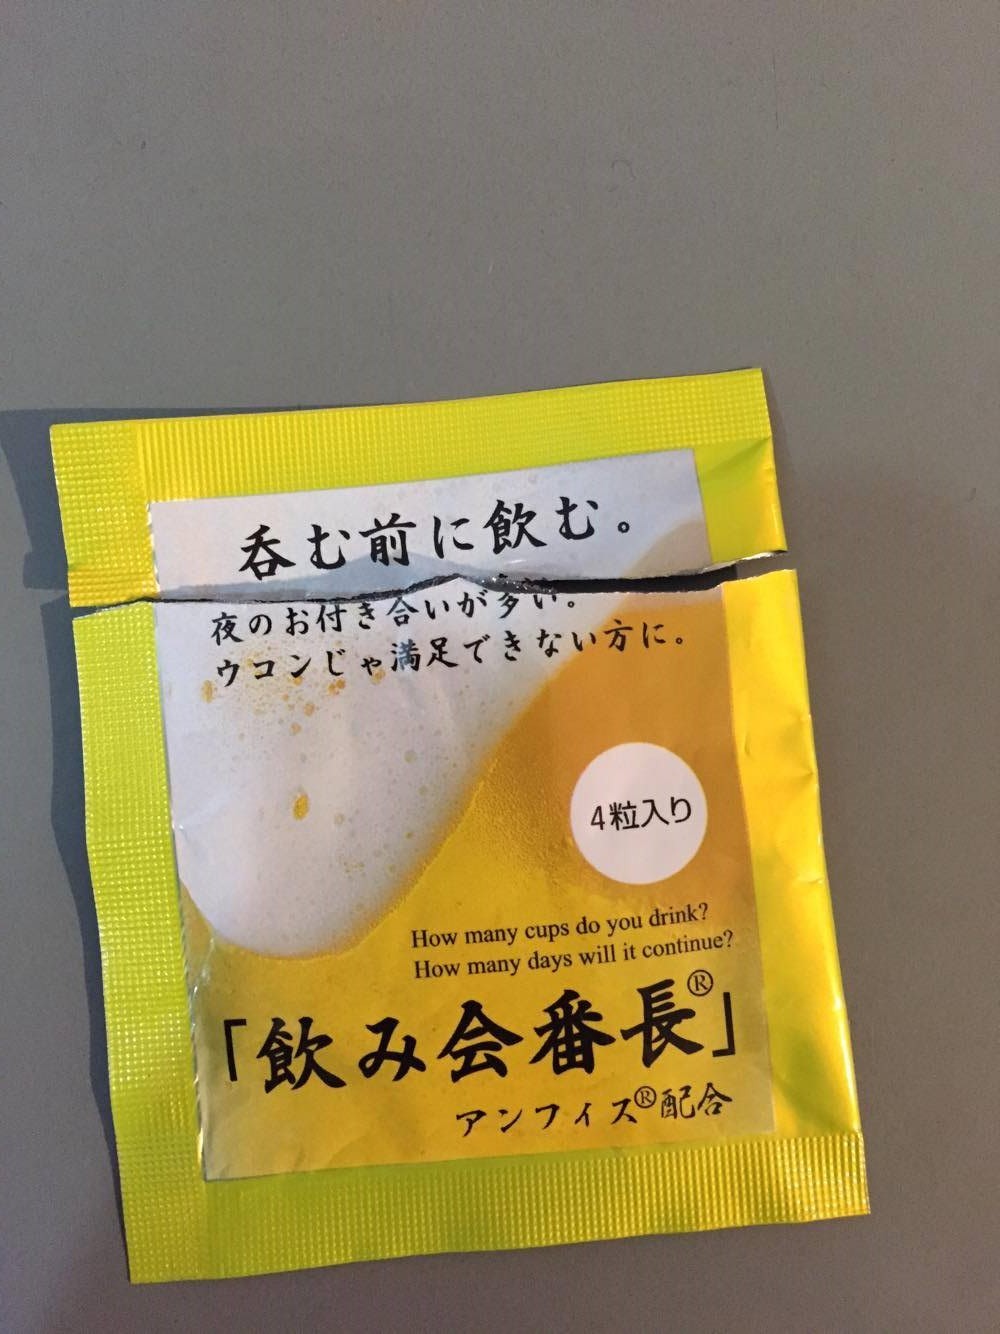 呑む前に飲む。
夜のお付き合いが多い。
ウコンじゃ満足できない方に。
4粒入り
How many cups do you drink?
How many days will it continue?
「飲み会番長®」
アンフィス®配合